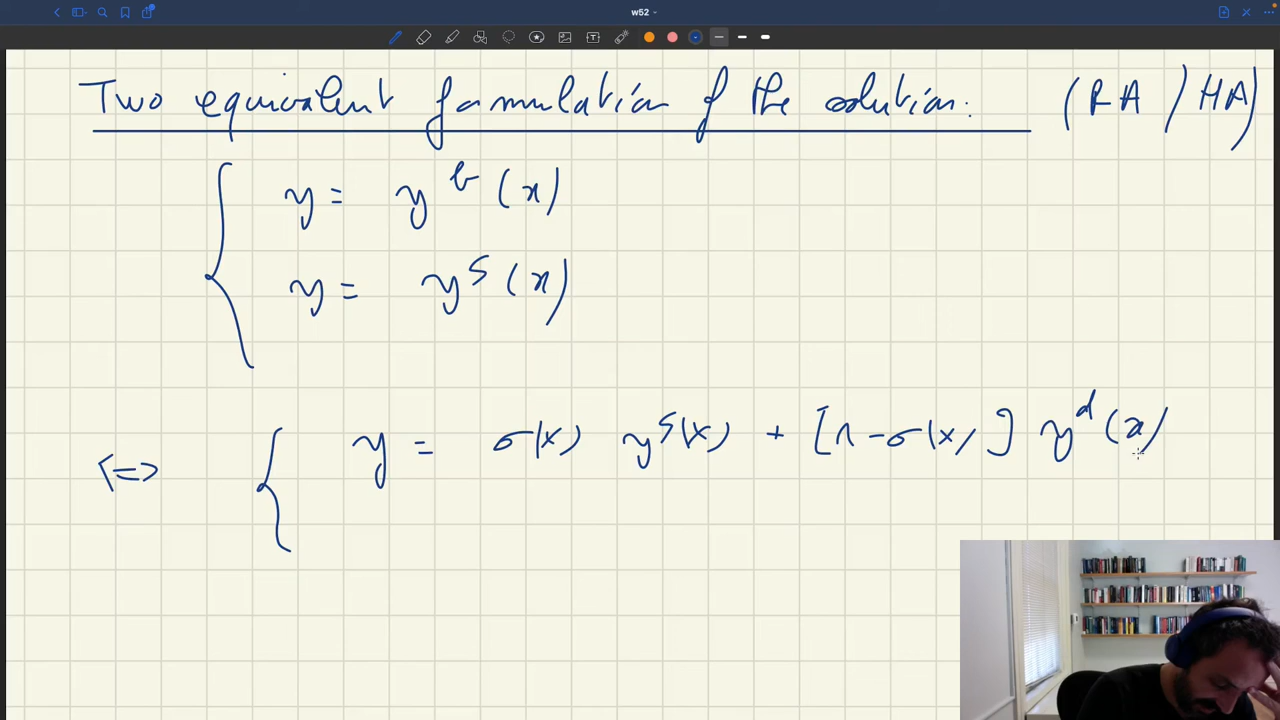 w52
Two equivalent formulation of the solution. (RA / HA)
y = y^b (x)
y = y^s (x)
<=> y = σ(x) y^s(x) + [1 - σ(x)] y^d (x)